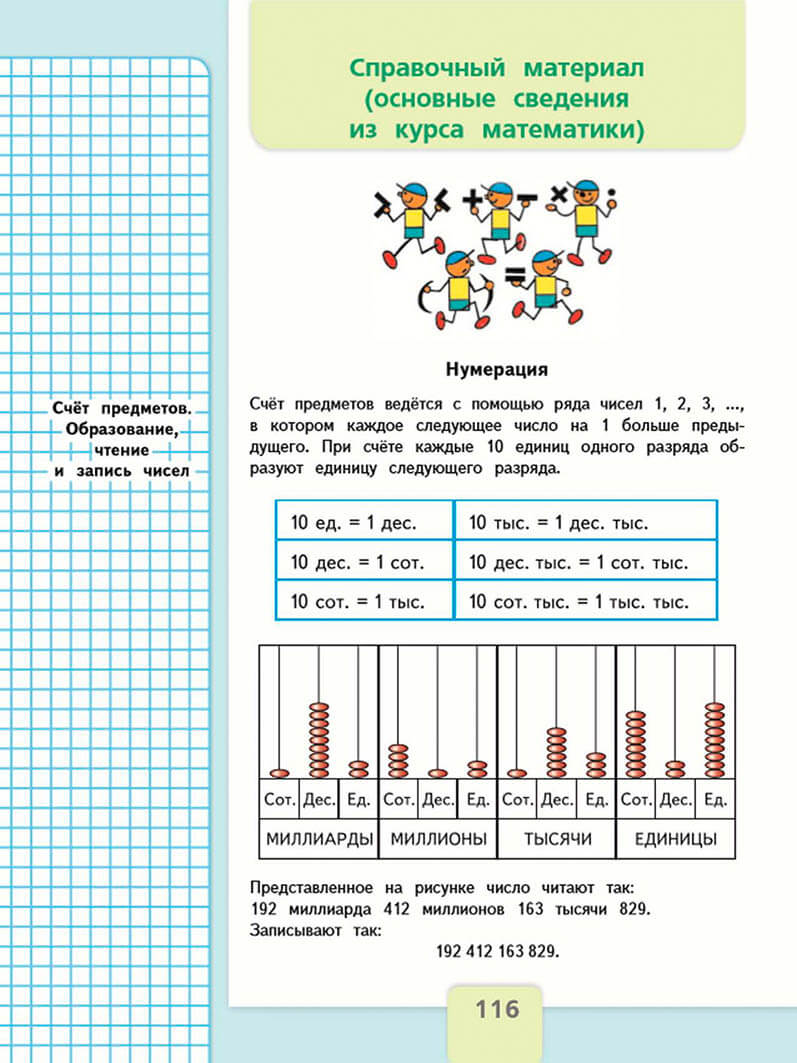 Справочный материал
(основные сведения
из курса математики)
> < + − × •
( ) =
Нумерация
Счёт предметов.
Образование,
чтение
и запись чисел
Счёт предметов ведётся с помощью ряда чисел 1, 2, 3, ...,
в котором каждое следующее число на 1 больше преды-
дущего. При счёте каждые 10 единиц одного разряда об-
разуют единицу следующего разряда.
10 ед. = 1 дес. 10 тыс. = 1 дес. тыс.
10 дес. = 1 сот. 10 дес. тыс. = 1 сот. тыс.
10 сот. = 1 тыс. 10 сот. тыс. = 1 тыс. тыс.
Сот. Дес. Ед. Сот. Дес. Ед. Сот. Дес. Ед. Сот. Дес. Ед.
МИЛЛИАРДЫ МИЛЛИОНЫ ТЫСЯЧИ ЕДИНИЦЫ
Представленное на рисунке число читают так:
192 миллиарда 412 миллионов 163 тысячи 829.
Записывают так:
192 412 163 829.
116